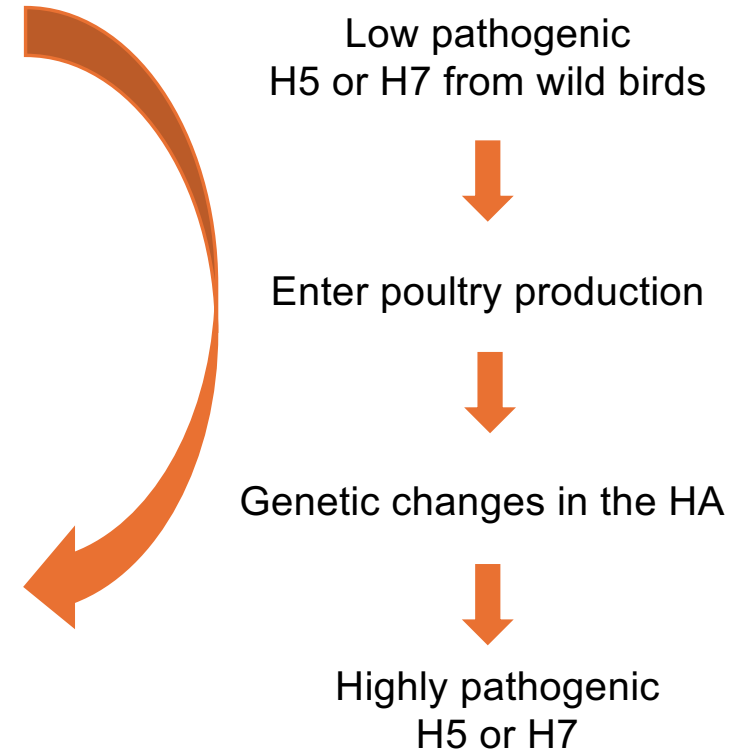 Low pathogenic
H5 or H7 from wild birds
Enter poultry production
Genetic changes in the HA
Highly pathogenic
H5 or H7